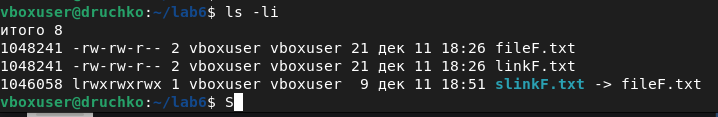 vboxuser@druchko:~/lab6$ ls -li
итого 8
1048241 -rw-rw-r-- 2 vboxuser vboxuser 21 дек 11 18:26 fileF.txt
1048241 -rw-rw-r-- 2 vboxuser vboxuser 21 дек 11 18:26 linkF.txt
1046058 lrwxrwxrwx 1 vboxuser vboxuser  9 дек 11 18:51 slinkF.txt -> fileF.txt
vboxuser@druchko:~/lab6$ S